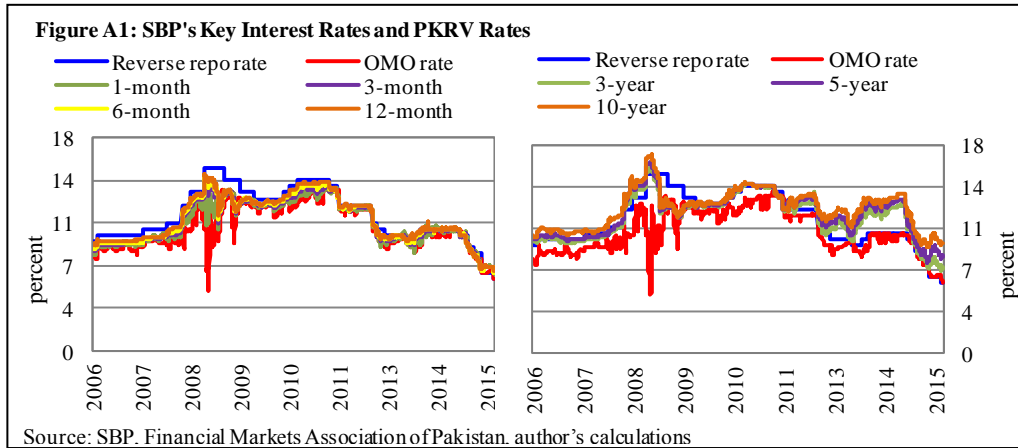 Figure A1: SBP's Key Interest Rates and PKRV Rates
Reverse repo rate OMO rate
1-month 3-month
6-month 12-month
18
14
11
7
4
0
percent
2006 2007 2008 2009 2010 2011 2012 2013 2014 2015
Reverse repo rate OMO rate
3-year 5-year
10-year
18
14
11
7
4
0
percent
2006 2007 2008 2009 2010 2011 2012 2013 2014 2015
Source: SBP, Financial Markets Association of Pakistan, author's calculations